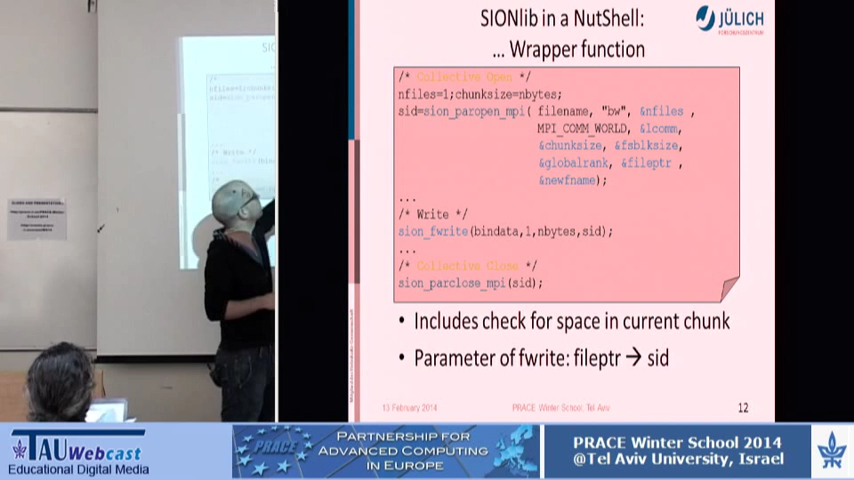 SIONlib in a NutShell:
... Wrapper function
JÜLICH
FORSCHUNGSZENTRUM
/* Collective Open */
nfiles=1;chunksize=nbytes;
sid=sion_paropen_mpi( filename, "bw", &nfiles ,
MPI_COMM_WORLD, &lcomm,
&chunksize, &fsblksize,
&globalrank, &fileptr ,
&newfname);
...
/* Write */
sion_fwrite(bindata,1,nbytes,sid);
...
/* Collective Close */
sion_parclose_mpi(sid);
• Includes check for space in current chunk
• Parameter of fwrite: fileptr → sid
13 February 2014
PRACE Winter School, Tel Aviv
12
TAU Webcast
Educational Digital Media
PRACE
PARTNERSHIP FOR
ADVANCED COMPUTING
IN EUROPE
PRACE Winter School 2014
@Tel Aviv University, Israel